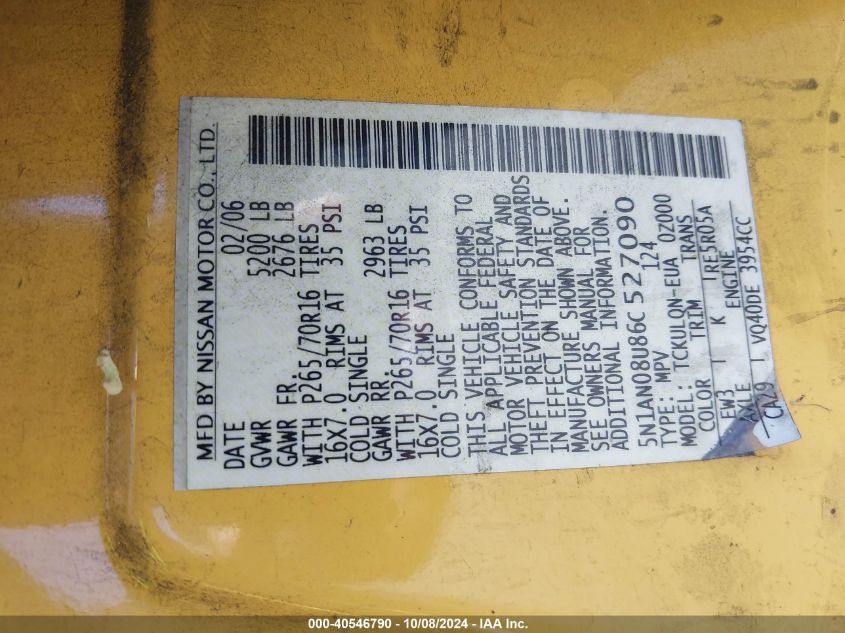 MFD BY NISSAN MOTOR CO., LTD
DATE 02/06
GVWR 5200 LB
GAWR FR. 2676 LB
WITH P265/70R16 TIRES
16X7.0 RIMS AT 35 PSI
COLD SINGLE
GAWR RR. 2963 LB
WITH P265/70R16 TIRES
16X7.0 RIMS AT 35 PSI
COLD SINGLE
THIS VEHICLE CONFORMS TO
ALL APPLICABLE FEDERAL
MOTOR VEHICLE SAFETY AND
THEFT PREVENTION STANDARDS
IN EFFECT ON THE DATE OF
MANUFACTURE SHOWN ABOVE.
SEE OWNERS MANUAL FOR
ADDITIONAL INFORMATION.
5N1AN08U86C527090
TYPE: MPV 124
MODEL: TCKULQN-EUA 0Z000
COLOR TRIM TRANS
EW3 K RE5R05A
ENGINE
CA29 VQ40DE 3954CC
000-40546790 - 10/08/2024 - IAA Inc.